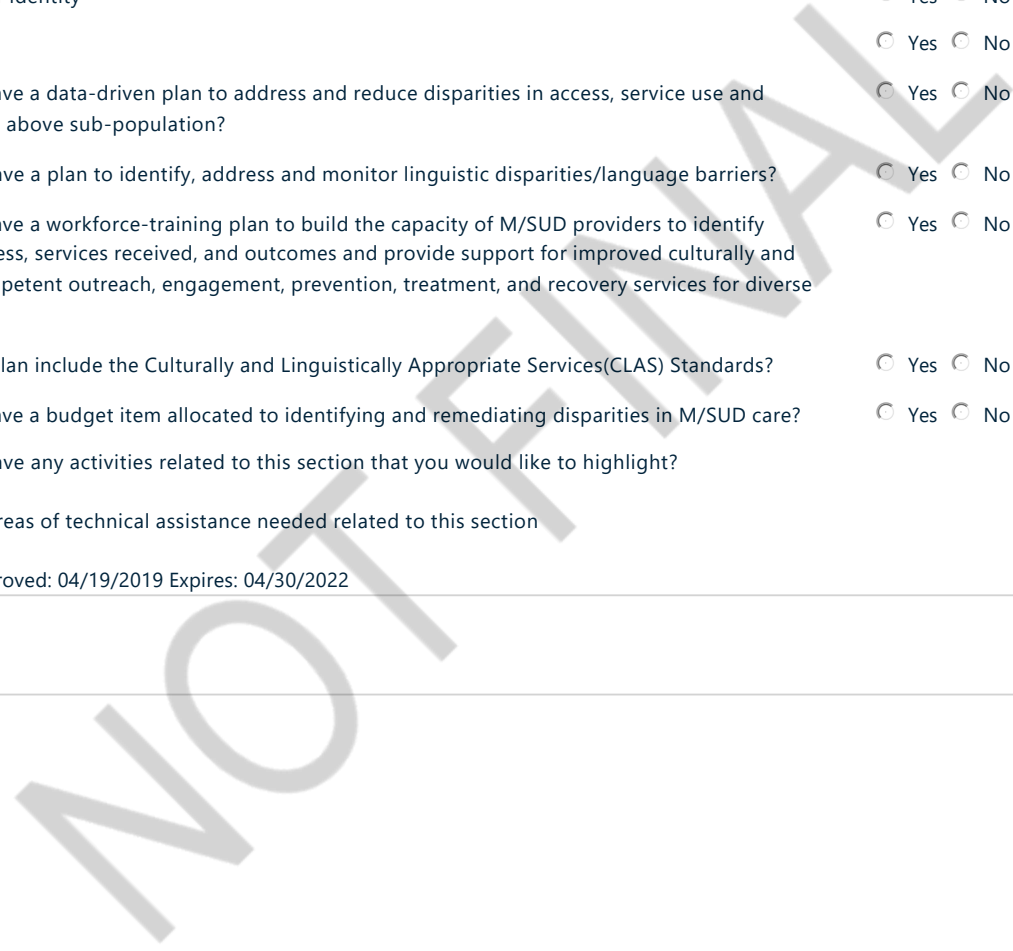 identity Yes No
Yes No
ve a data-driven plan to address and reduce disparities in access, service use and Yes No
above sub-population?
ve a plan to identify, address and monitor linguistic disparities/language barriers? Yes No
ve a workforce-training plan to build the capacity of M/SUD providers to identify Yes No
ess, services received, and outcomes and provide support for improved culturally and
petent outreach, engagement, prevention, treatment, and recovery services for diverse
lan include the Culturally and Linguistically Appropriate Services(CLAS) Standards? Yes No
ve a budget item allocated to identifying and remediating disparities in M/SUD care? Yes No
ve any activities related to this section that you would like to highlight?
reas of technical assistance needed related to this section
roved: 04/19/2019 Expires: 04/30/2022
NOT FINAL